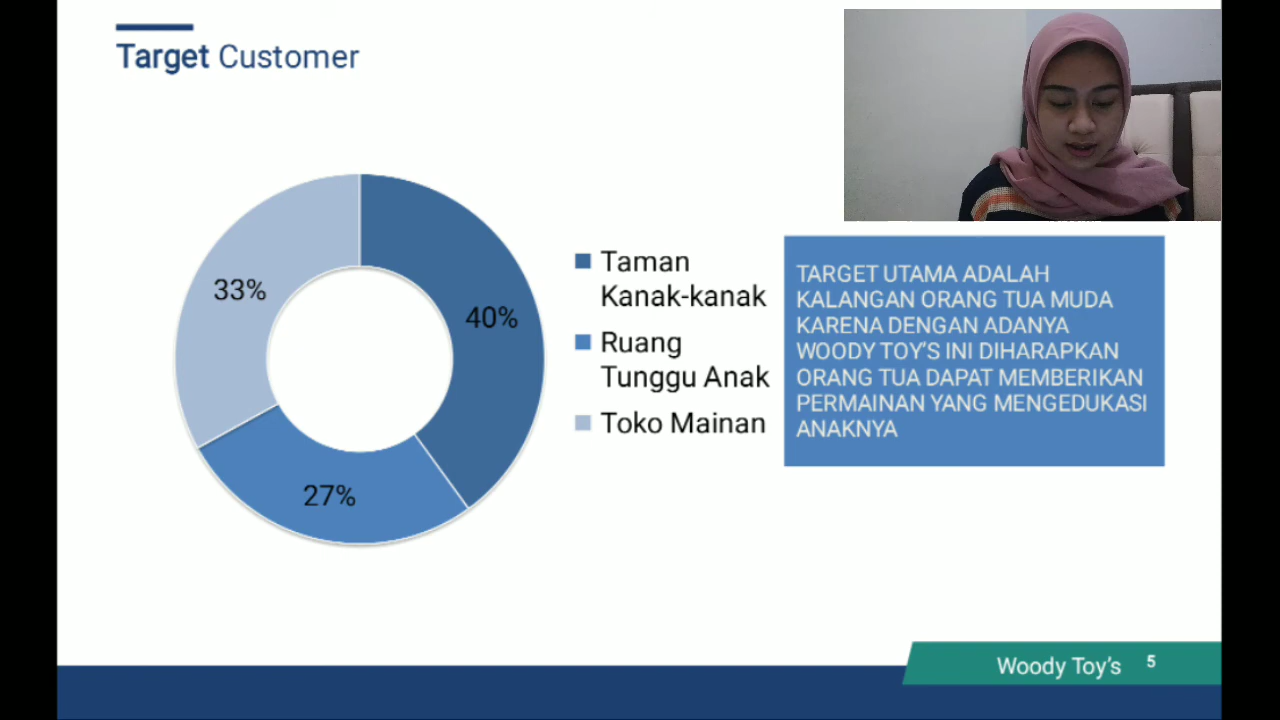 Target Customer
33%
40%
27%
Taman
Kanak-kanak
Ruang
Tunggu Anak
Toko Mainan
TARGET UTAMA ADALAH
KALANGAN ORANG TUA MUDA
KARENA DENGAN ADANYA
WOODY TOY'S INI DIHARAPKAN
ORANG TUA DAPAT MEMBERIKAN
PERMAINAN YANG MENGEDUKASI
ANAKNYA
Woody Toy's 5